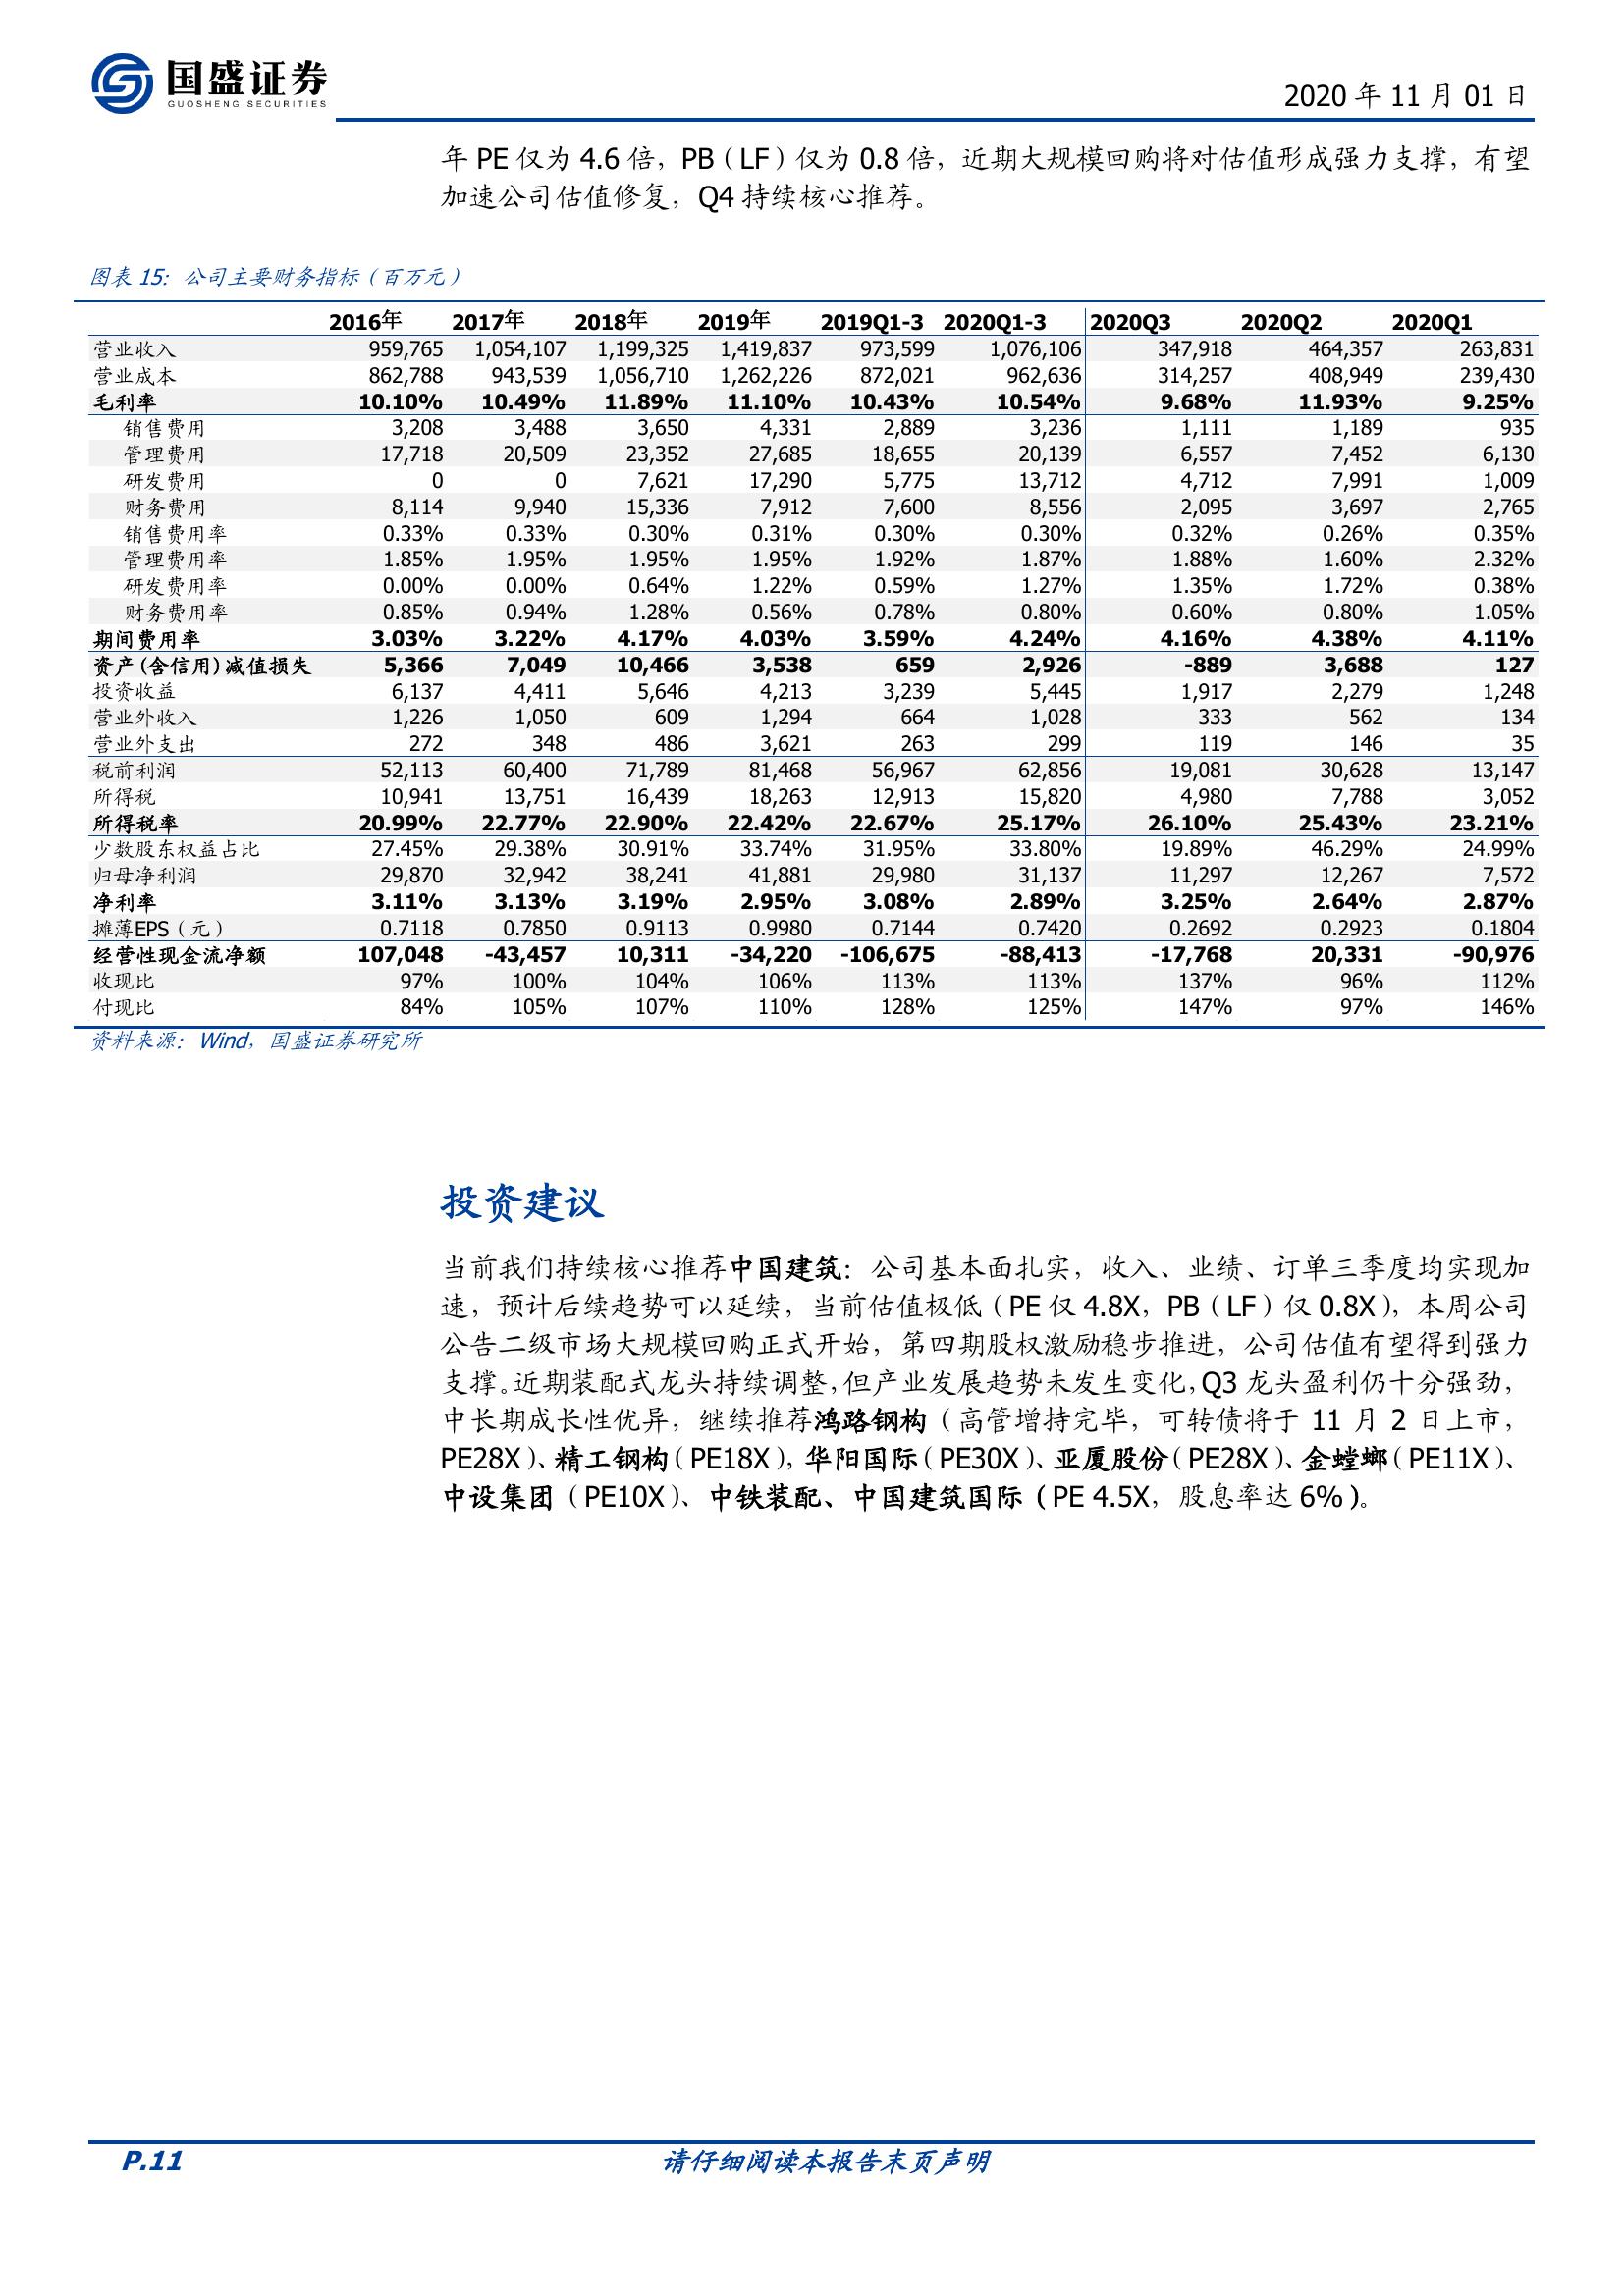 国盛证券
GUOSHENG SECURITIES
2020 年 11 月 01 日
年 PE 仅为 4.6 倍，PB（LF）仅为 0.8 倍，近期大规模回购将对估值形成强力支撑，有望
加速公司估值修复，Q4 持续核心推荐。
图表 15：公司主要财务指标（百万元）
2016年 2017年 2018年 2019年 2019Q1-3 2020Q1-3 2020Q3 2020Q2 2020Q1
营业收入 959,765 1,054,107 1,199,325 1,419,837 973,599 1,076,106 347,918 464,357 263,831
营业成本 862,788 943,539 1,056,710 1,262,226 872,021 962,636 314,257 408,949 239,430
毛利率 10.10% 10.49% 11.89% 11.10% 10.43% 10.54% 9.68% 11.93% 9.25%
销售费用 3,208 3,488 3,650 4,331 2,889 3,236 1,111 1,189 935
管理费用 17,718 20,509 23,352 27,685 18,655 20,139 6,557 7,452 6,130
研发费用 0 0 7,621 17,290 5,775 13,712 4,712 7,991 1,009
财务费用 8,114 9,940 15,336 7,912 7,600 8,556 2,095 3,697 2,765
销售费用率 0.33% 0.33% 0.30% 0.31% 0.30% 0.30% 0.32% 0.26% 0.35%
管理费用率 1.85% 1.95% 1.95% 1.95% 1.92% 1.87% 1.88% 1.60% 2.32%
研发费用率 0.00% 0.00% 0.64% 1.22% 0.59% 1.27% 1.35% 1.72% 0.38%
财务费用率 0.85% 0.94% 1.28% 0.56% 0.78% 0.80% 0.60% 0.80% 1.05%
期间费用率 3.03% 3.22% 4.17% 4.03% 3.59% 4.24% 4.16% 4.38% 4.11%
资产(含信用)减值损失 5,366 7,049 10,466 3,538 659 2,926 -889 3,688 127
投资收益 6,137 4,411 5,646 4,213 3,239 5,445 1,917 2,279 1,248
营业外收入 1,226 1,050 609 1,294 664 1,028 333 562 134
营业外支出 272 348 486 3,621 263 299 119 146 35
税前利润 52,113 60,400 71,789 81,468 56,967 62,856 19,081 30,628 13,147
所得税 10,941 13,751 16,439 18,263 12,913 15,820 4,980 7,788 3,052
所得税率 20.99% 22.77% 22.90% 22.42% 22.67% 25.17% 26.10% 25.43% 23.21%
少数股东权益占比 27.45% 29.38% 30.91% 33.74% 31.95% 33.80% 19.89% 46.29% 24.99%
归母净利润 29,870 32,942 38,241 41,881 29,980 31,137 11,297 12,267 7,572
净利率 3.11% 3.13% 3.19% 2.95% 3.08% 2.89% 3.25% 2.64% 2.87%
摊薄EPS（元） 0.7118 0.7850 0.9113 0.9980 0.7144 0.7420 0.2692 0.2923 0.1804
经营性现金流净额 107,048 -43,457 10,311 -34,220 -106,675 -88,413 -17,768 20,331 -90,976
收现比 97% 100% 104% 106% 113% 113% 137% 96% 112%
付现比 84% 105% 107% 110% 128% 125% 147% 97% 146%
资料来源：Wind，国盛证券研究所
投资建议
当前我们持续核心推荐中国建筑：公司基本面扎实，收入、业绩、订单三季度均实现加
速，预计后续趋势可以延续，当前估值极低（PE 仅 4.8X，PB（LF）仅 0.8X），本周公司
公告二级市场大规模回购正式开始，第四期股权激励稳步推进，公司估值有望得到强力
支撑。近期装配式龙头持续调整，但产业发展趋势未发生变化，Q3 龙头盈利仍十分强劲，
中长期成长性优异，继续推荐鸿路钢构（高管增持完毕，可转债将于 11 月 2 日上市，
PE28X）、精工钢构（PE18X），华阳国际（PE30X）、亚厦股份（PE28X）、金螳螂（PE11X）、
中设集团（PE10X）、中铁装配、中国建筑国际（PE 4.5X，股息率达 6%）。
P.11 请仔细阅读本报告末页声明